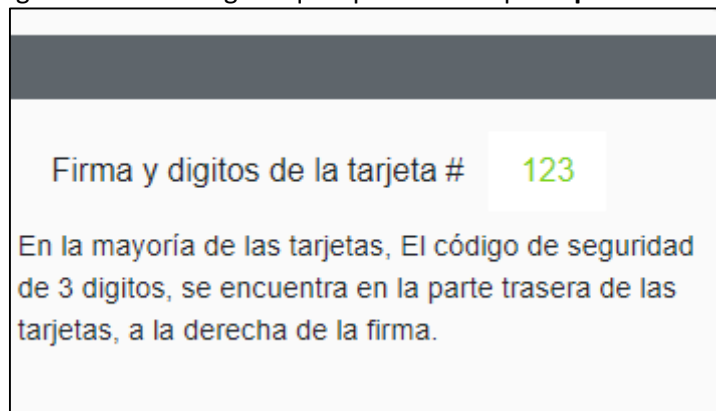 Firma y digitos de la tarjeta # 123
En la mayoría de las tarjetas, El código de seguridad
de 3 digitos, se encuentra en la parte trasera de las
tarjetas, a la derecha de la firma.